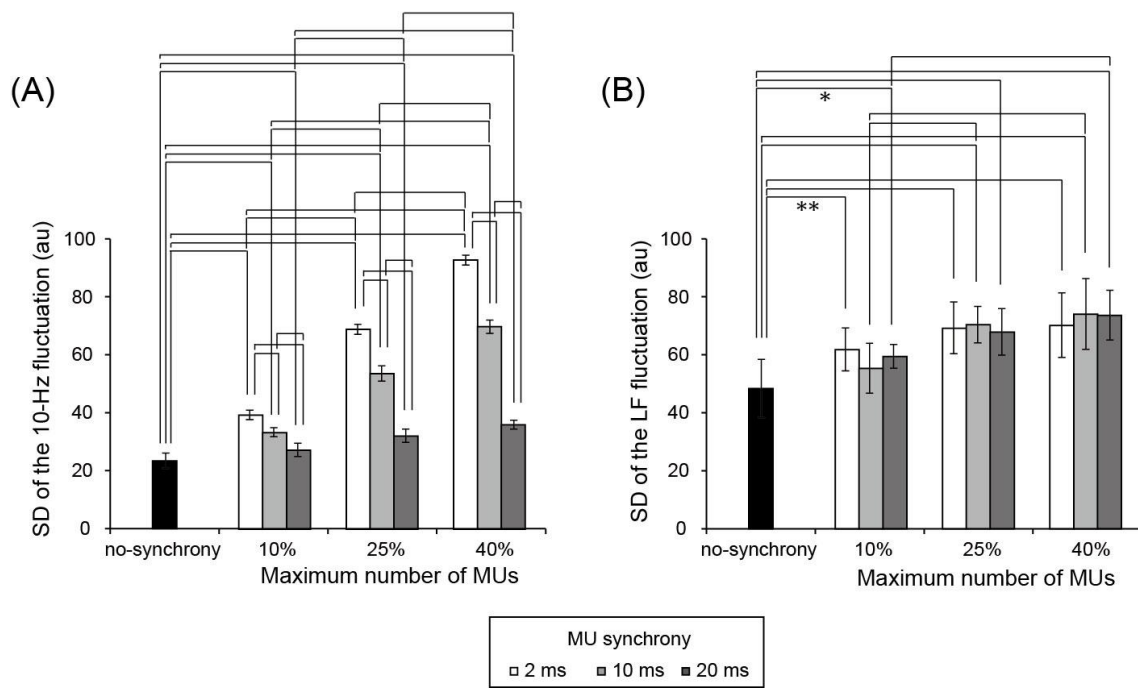 (A)
SD of the 10-Hz fluctuation (au)
100
80
60
40
20
0
no-synchrony 10% 25% 40%
Maximum number of MUs
(B)
SD of the LF fluctuation (au)
*
**
100
80
60
40
20
0
no-synchrony 10% 25% 40%
Maximum number of MUs
MU synchrony
2 ms 10 ms 20 ms